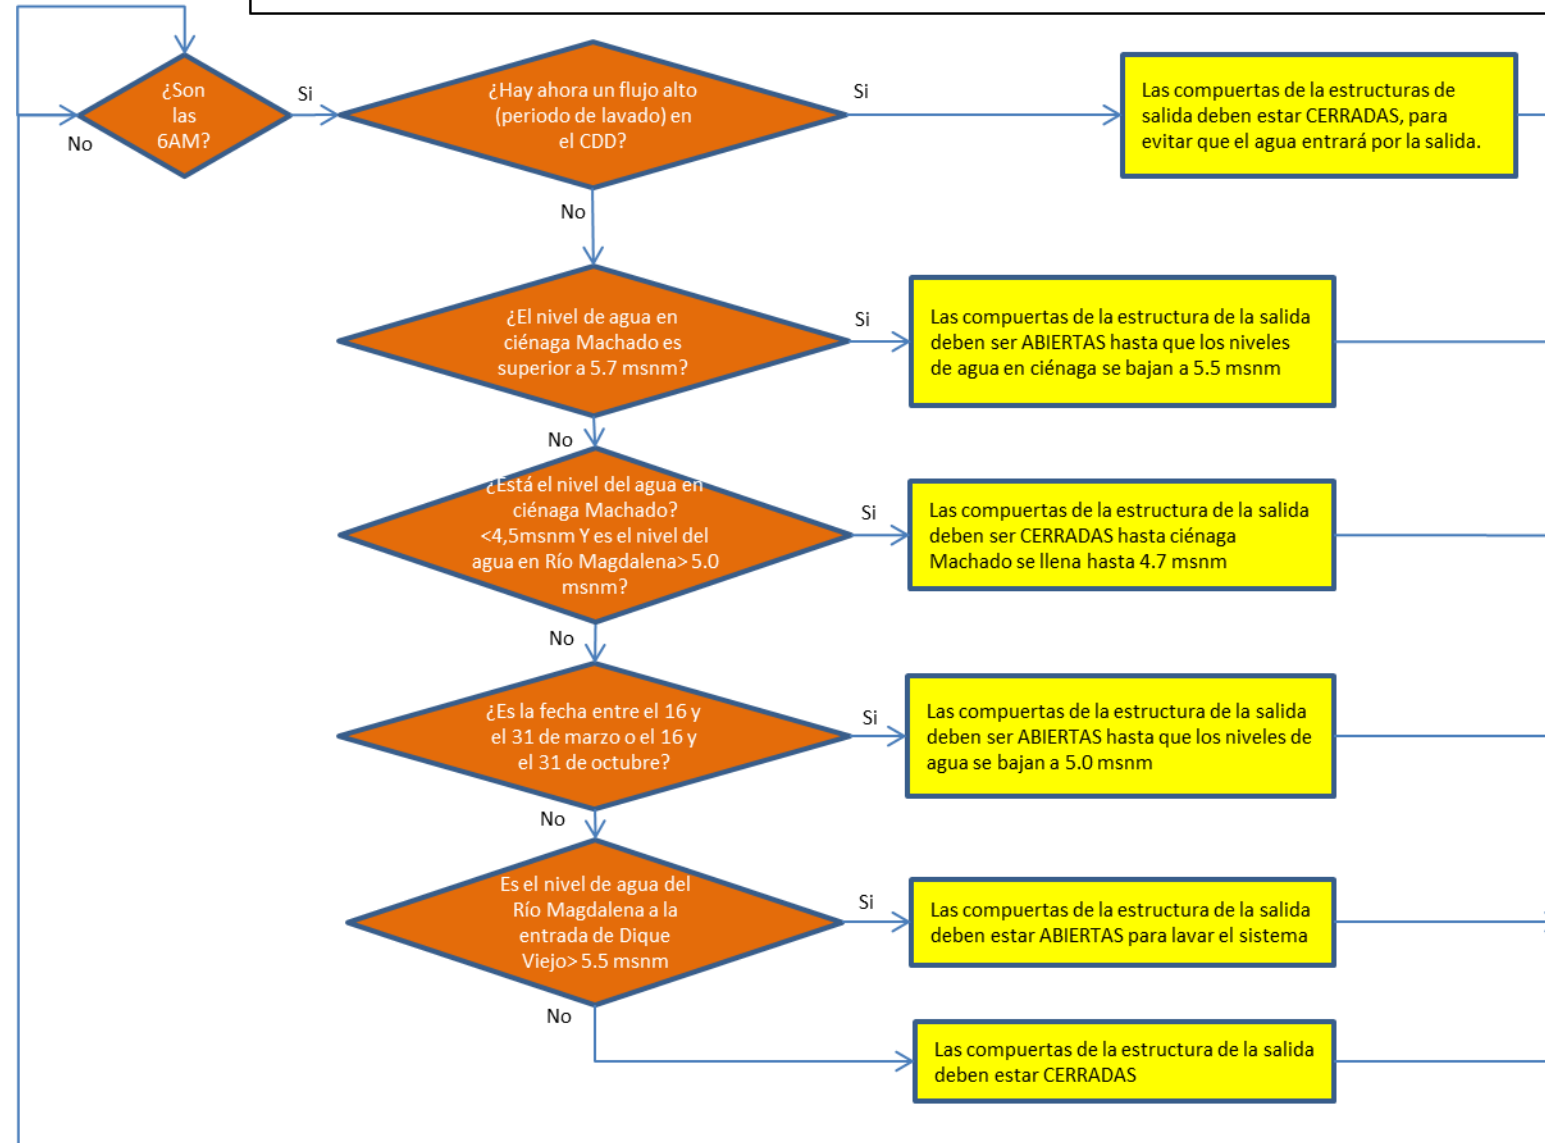 ¿Son
las
6AM?
Si
No
¿Hay ahora un flujo alto
(periodo de lavado) en
el CDD?
Si
Las compuertas de la estructuras de
salida deben estar CERRADAS, para
evitar que el agua entrará por la salida.
No
¿El nivel de agua en
ciénaga Machado es
superior a 5.7 msnm?
Si
Las compuertas de la estructura de la salida
deben ser ABIERTAS hasta que los niveles
de agua en ciénaga se bajan a 5.5 msnm
No
¿Está el nivel del agua en
ciénaga Machado?
<4,5msnm Y es el nivel del
agua en Río Magdalena> 5.0
msnm?
Si
Las compuertas de la estructura de la salida
deben ser CERRADAS hasta ciénaga
Machado se llena hasta 4.7 msnm
No
¿Es la fecha entre el 16 y
el 31 de marzo o el 16 y
el 31 de octubre?
Si
Las compuertas de la estructura de la salida
deben ser ABIERTAS hasta que los niveles de
agua se bajan a 5.0 msnm
No
Es el nivel de agua del
Río Magdalena a la
entrada de Dique
Viejo> 5.5 msnm
Si
Las compuertas de la estructura de la salida
deben estar ABIERTAS para lavar el sistema
No
Las compuertas de la estructura de la salida
deben estar CERRADAS